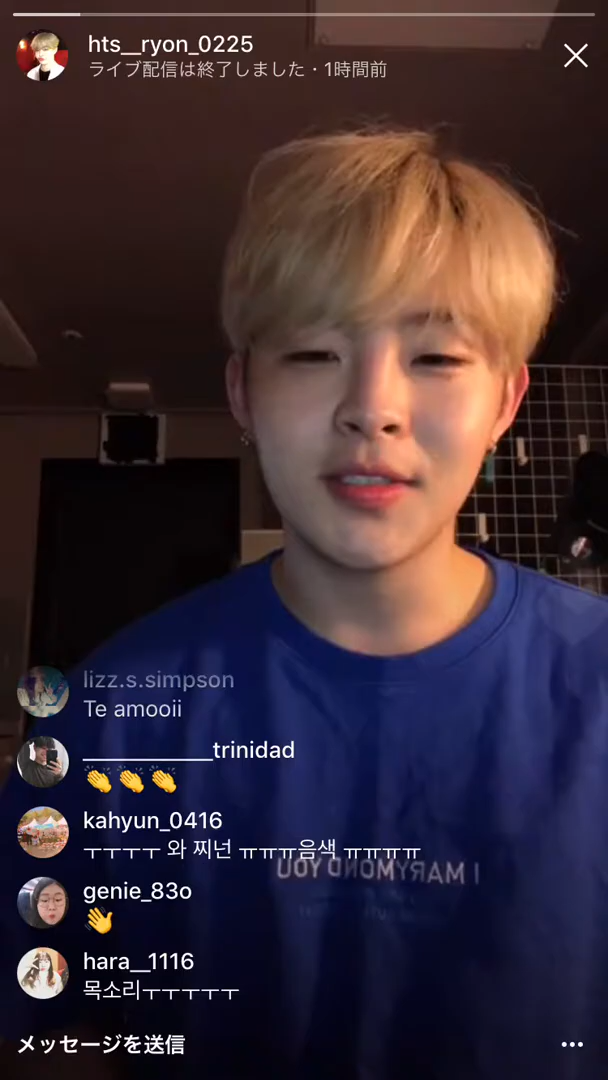 hts__ryon_0225
ライブ配信は終了しました・1時間前
lizz.s.simpson
Te amooii
___________trinidad
👏👏👏
kahyun_0416
ㅜㅜㅜㅜ 와 찌넌 ㅠㅠㅠ음색 ㅠㅠㅠㅠ
I MARYMOND YOU
genie_83o
👋
hara__1116
목소리ㅜㅜㅜㅜㅜ
メッセージを送信